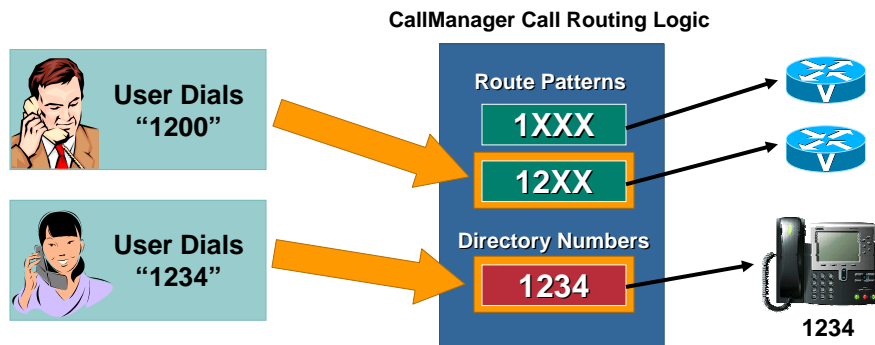 CallManager Call Routing Logic
User Dials
“1200”
Route Patterns
1XXX
12XX
V
V
User Dials
“1234”
Directory Numbers
1234
1234